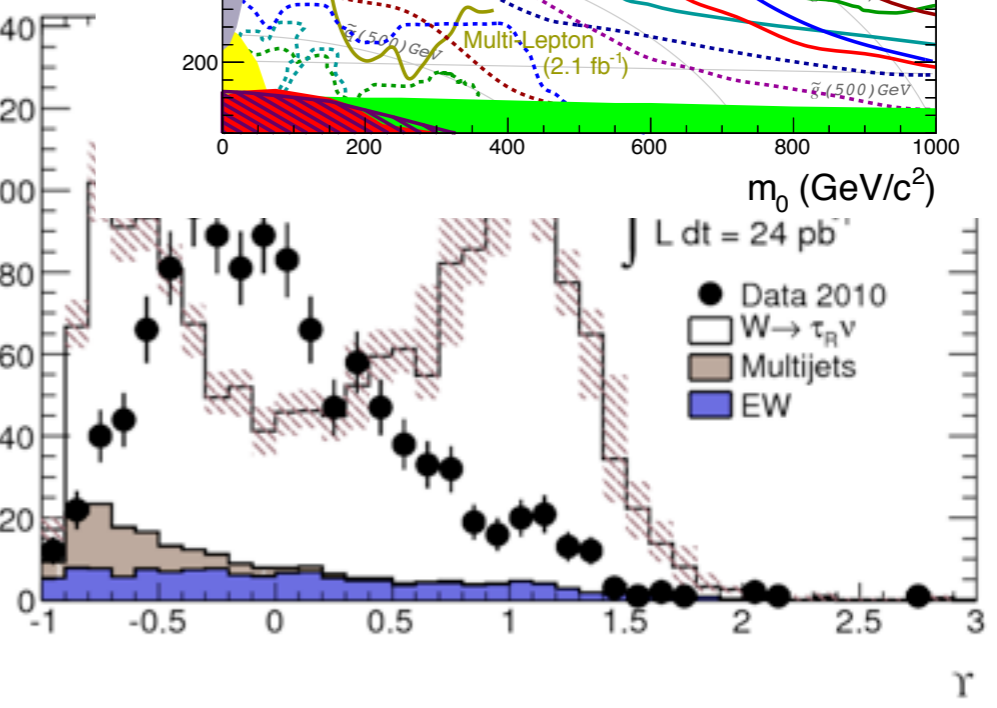 40
200
g̃(500)GeV
Multi-Lepton
(2.1 fb⁻¹)
g̃(500)GeV
20
0 200 400 600 800 1000
m₀ (GeV/c²)
00
∫ L dt = 24 pb
80
Data 2010
W→ τ_R ν
Multijets
EW
60
40
20
0
-1 -0.5 0 0.5 1 1.5 2 2.5 3
ϒ